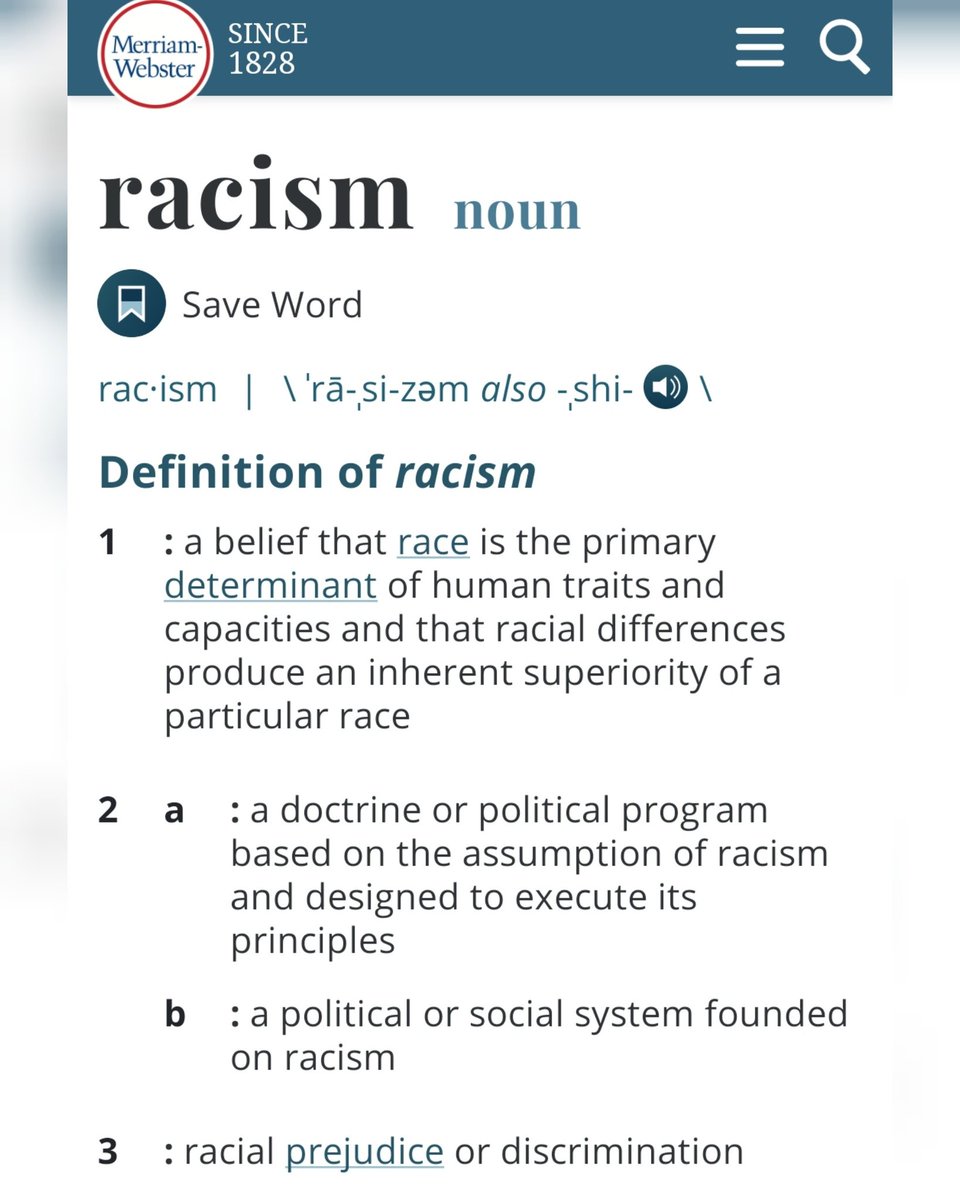 Merriam-
Webster
SINCE
1828
racism noun
Save Word
rac·ism | \ ˈrā-ˌsi-zəm also -ˌshi- \
Definition of racism
1 : a belief that race is the primary
determinant of human traits and
capacities and that racial differences
produce an inherent superiority of a
particular race
2 a : a doctrine or political program
based on the assumption of racism
and designed to execute its
principles
b : a political or social system founded
on racism
3 : racial prejudice or discrimination